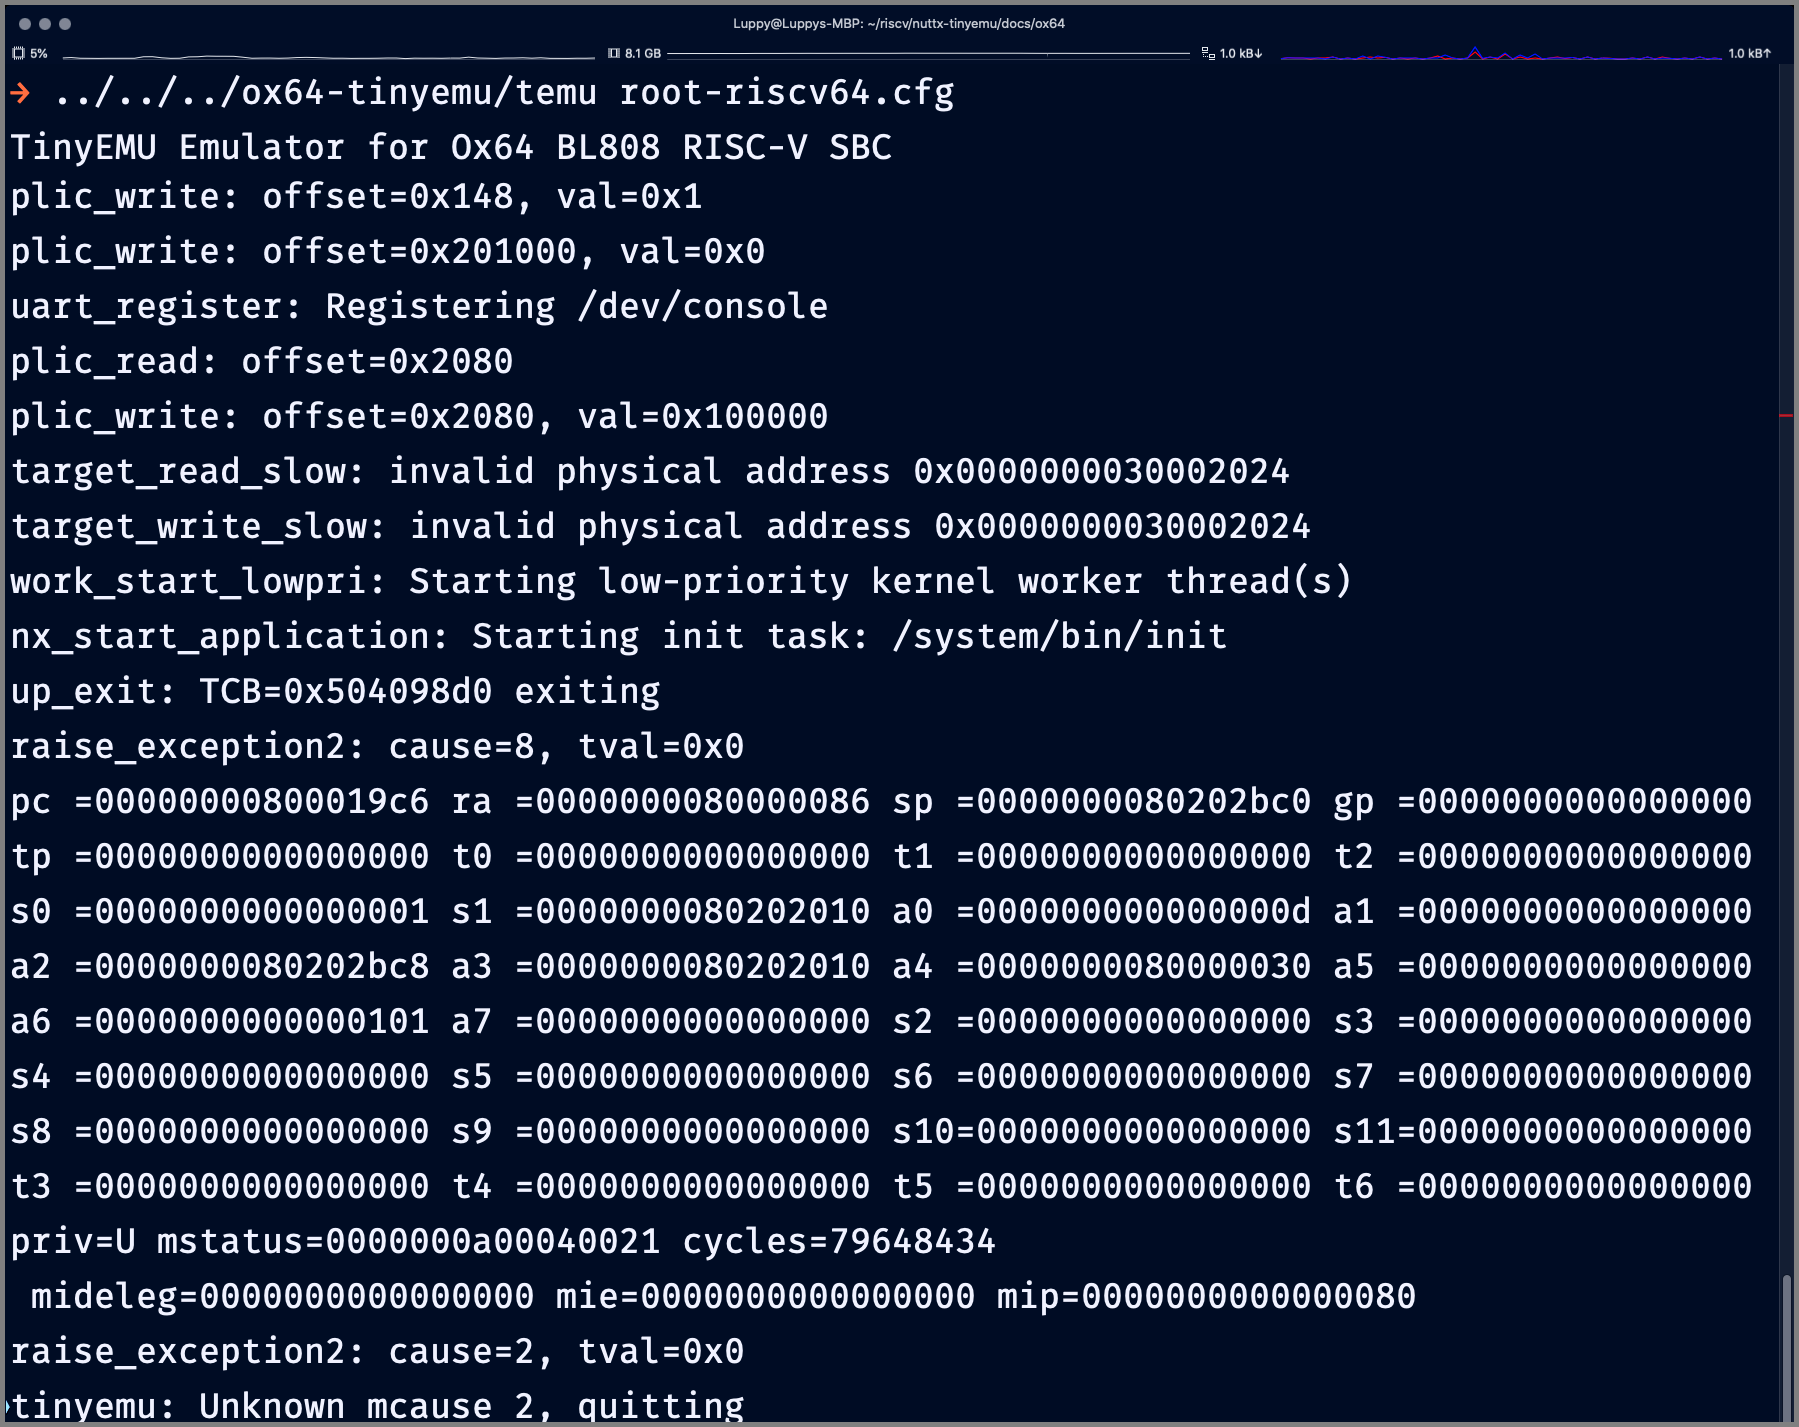 Luppy@Luppys-MBP: ~/riscv/nuttx-tinyemu/docs/ox64
5% 8.1 GB 1.0 kB↓ 1.0 kB↑
→ ../../../ox64-tinyemu/temu root-riscv64.cfg
TinyEMU Emulator for Ox64 BL808 RISC-V SBC
plic_write: offset=0x148, val=0x1
plic_write: offset=0x201000, val=0x0
uart_register: Registering /dev/console
plic_read: offset=0x2080
plic_write: offset=0x2080, val=0x100000
target_read_slow: invalid physical address 0x0000000030002024
target_write_slow: invalid physical address 0x0000000030002024
work_start_lowpri: Starting low-priority kernel worker thread(s)
nx_start_application: Starting init task: /system/bin/init
up_exit: TCB=0x504098d0 exiting
raise_exception2: cause=8, tval=0x0
pc =00000000800019c6 ra =0000000080000086 sp =0000000080202bc0 gp =0000000000000000
tp =0000000000000000 t0 =0000000000000000 t1 =0000000000000000 t2 =0000000000000000
s0 =0000000000000001 s1 =0000000080202010 a0 =000000000000000d a1 =0000000000000000
a2 =0000000080202bc8 a3 =0000000080202010 a4 =0000000080000030 a5 =0000000000000000
a6 =0000000000000101 a7 =0000000000000000 s2 =0000000000000000 s3 =0000000000000000
s4 =0000000000000000 s5 =0000000000000000 s6 =0000000000000000 s7 =0000000000000000
s8 =0000000000000000 s9 =0000000000000000 s10=0000000000000000 s11=0000000000000000
t3 =0000000000000000 t4 =0000000000000000 t5 =0000000000000000 t6 =0000000000000000
priv=U mstatus=0000000a00040021 cycles=79648434
 mideleg=0000000000000000 mie=0000000000000000 mip=0000000000000080
raise_exception2: cause=2, tval=0x0
tinyemu: Unknown mcause 2, quitting